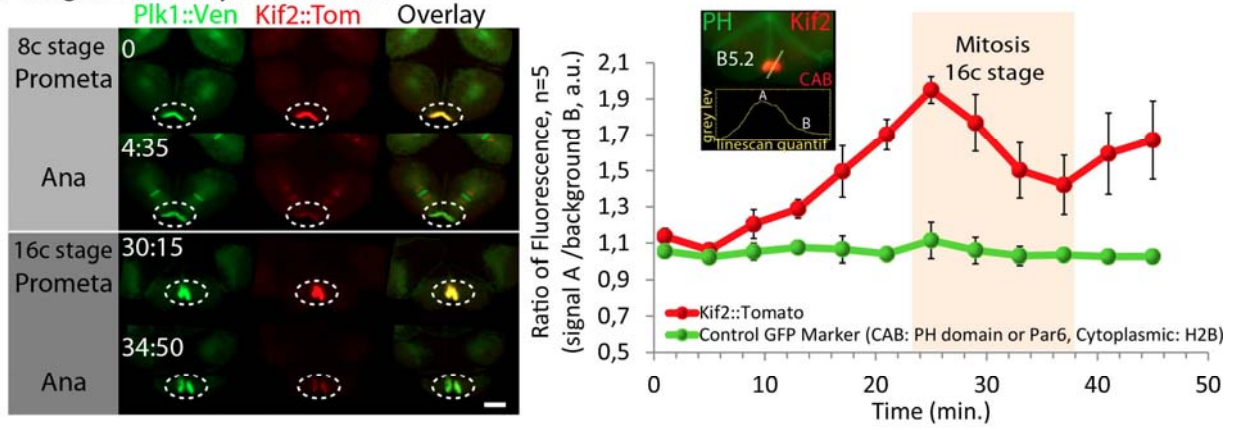 Plk1::Ven Kif2::Tom Overlay
8c stage
Prometa
0
4:35
Ana
16c stage
Prometa
30:15
34:50
Ana
Ratio of Fluorescence, n=5
(signal A /background B, a.u.)
2,1
1,9
1,7
1,5
1,3
1,1
0,9
0,7
0,5
PH Kif2
B5.2
CAB
grey lev
A
B
linescan quantif
Mitosis
16c stage
Kif2::Tomato
Control GFP Marker (CAB: PH domain or Par6, Cytoplasmic: H2B)
0 10 20 30 40 50
Time (min.)